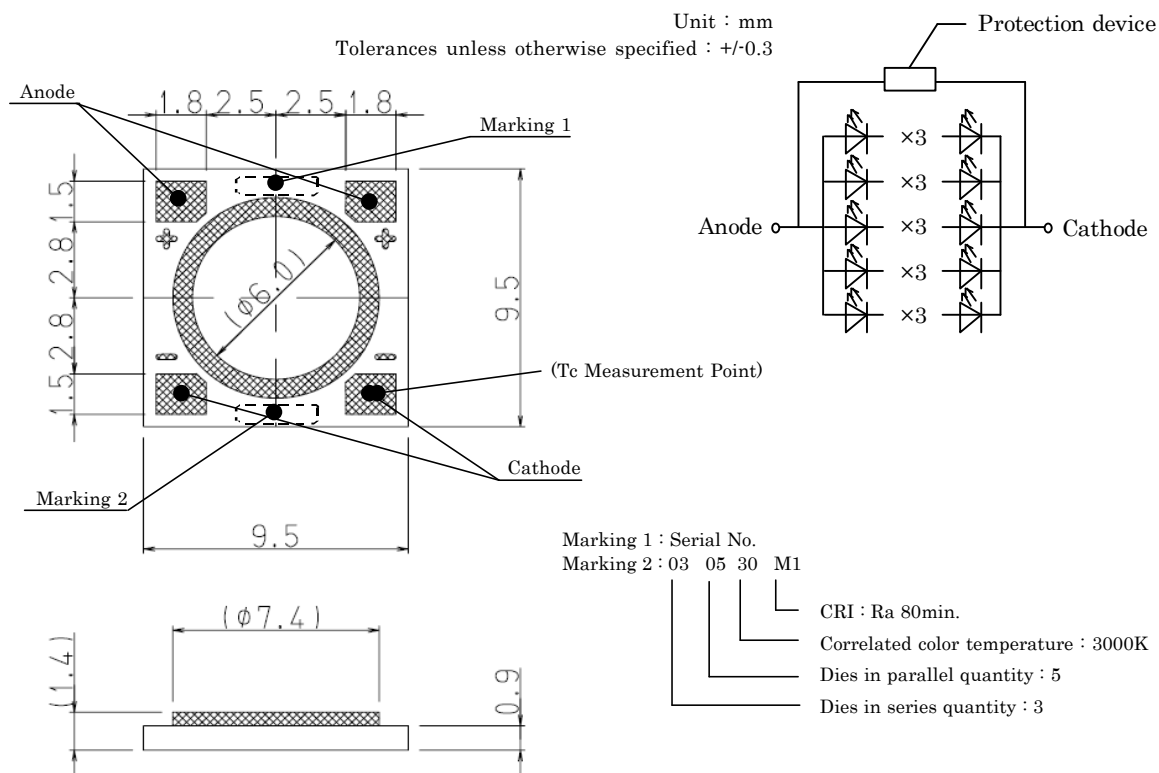 Unit : mm
Tolerances unless otherwise specified : +/-0.3
Protection device
Anode
1.8 2.5 2.5 1.8
Marking 1
×3
×3
Anode
×3
Cathode
×3
×3
1.5
2.8
2.8
1.5
(φ6.0)
9.5
(Tc Measurement Point)
Cathode
Marking 2
9.5
Marking 1 : Serial No.
Marking 2 : 03 05 30 M1
CRI : Ra 80min.
Correlated color temperature : 3000K
Dies in parallel quantity : 5
Dies in series quantity : 3
(φ7.4)
(1.4)
0.9